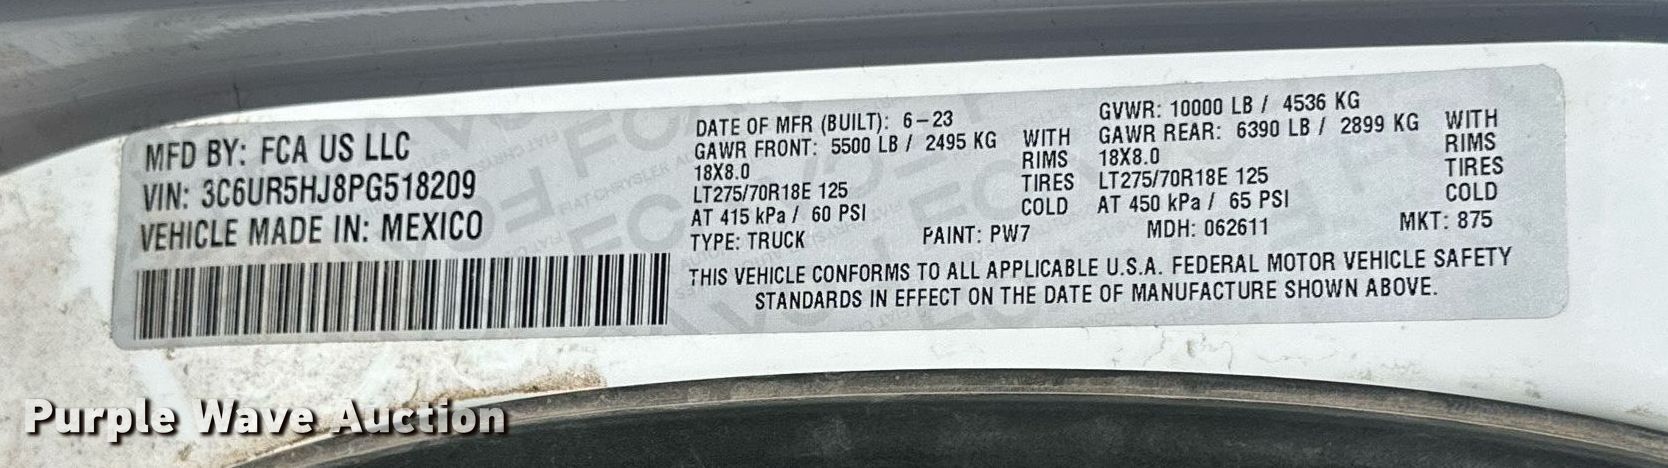 MFD BY: FCA US LLC
VIN: 3C6UR5HJ8PG518209
VEHICLE MADE IN: MEXICO
DATE OF MFR (BUILT): 6-23
GAWR FRONT: 5500 LB / 2495 KG WITH
18X8.0 RIMS
LT275/70R18E 125 TIRES
AT 415 kPa / 60 PSI COLD
GVWR: 10000 LB / 4536 KG
GAWR REAR: 6390 LB / 2899 KG WITH
18X8.0 RIMS
LT275/70R18E 125 TIRES
AT 450 kPa / 65 PSI COLD
TYPE: TRUCK PAINT: PW7 MDH: 062611 MKT: 875
THIS VEHICLE CONFORMS TO ALL APPLICABLE U.S.A. FEDERAL MOTOR VEHICLE SAFETY
STANDARDS IN EFFECT ON THE DATE OF MANUFACTURE SHOWN ABOVE.
Purple Wave Auction